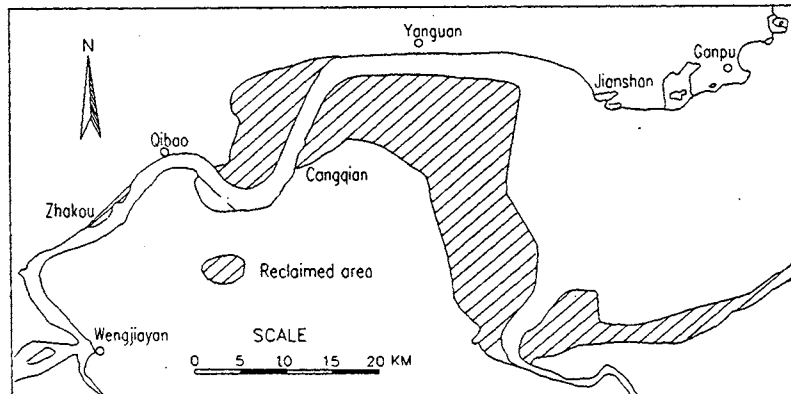 Yanguan
N
Ganpu
Jianshan
Qibao
Cangqian
Zhakou
Reclaimed area
Wengjiayan
SCALE
0 5 10 15 20 KM